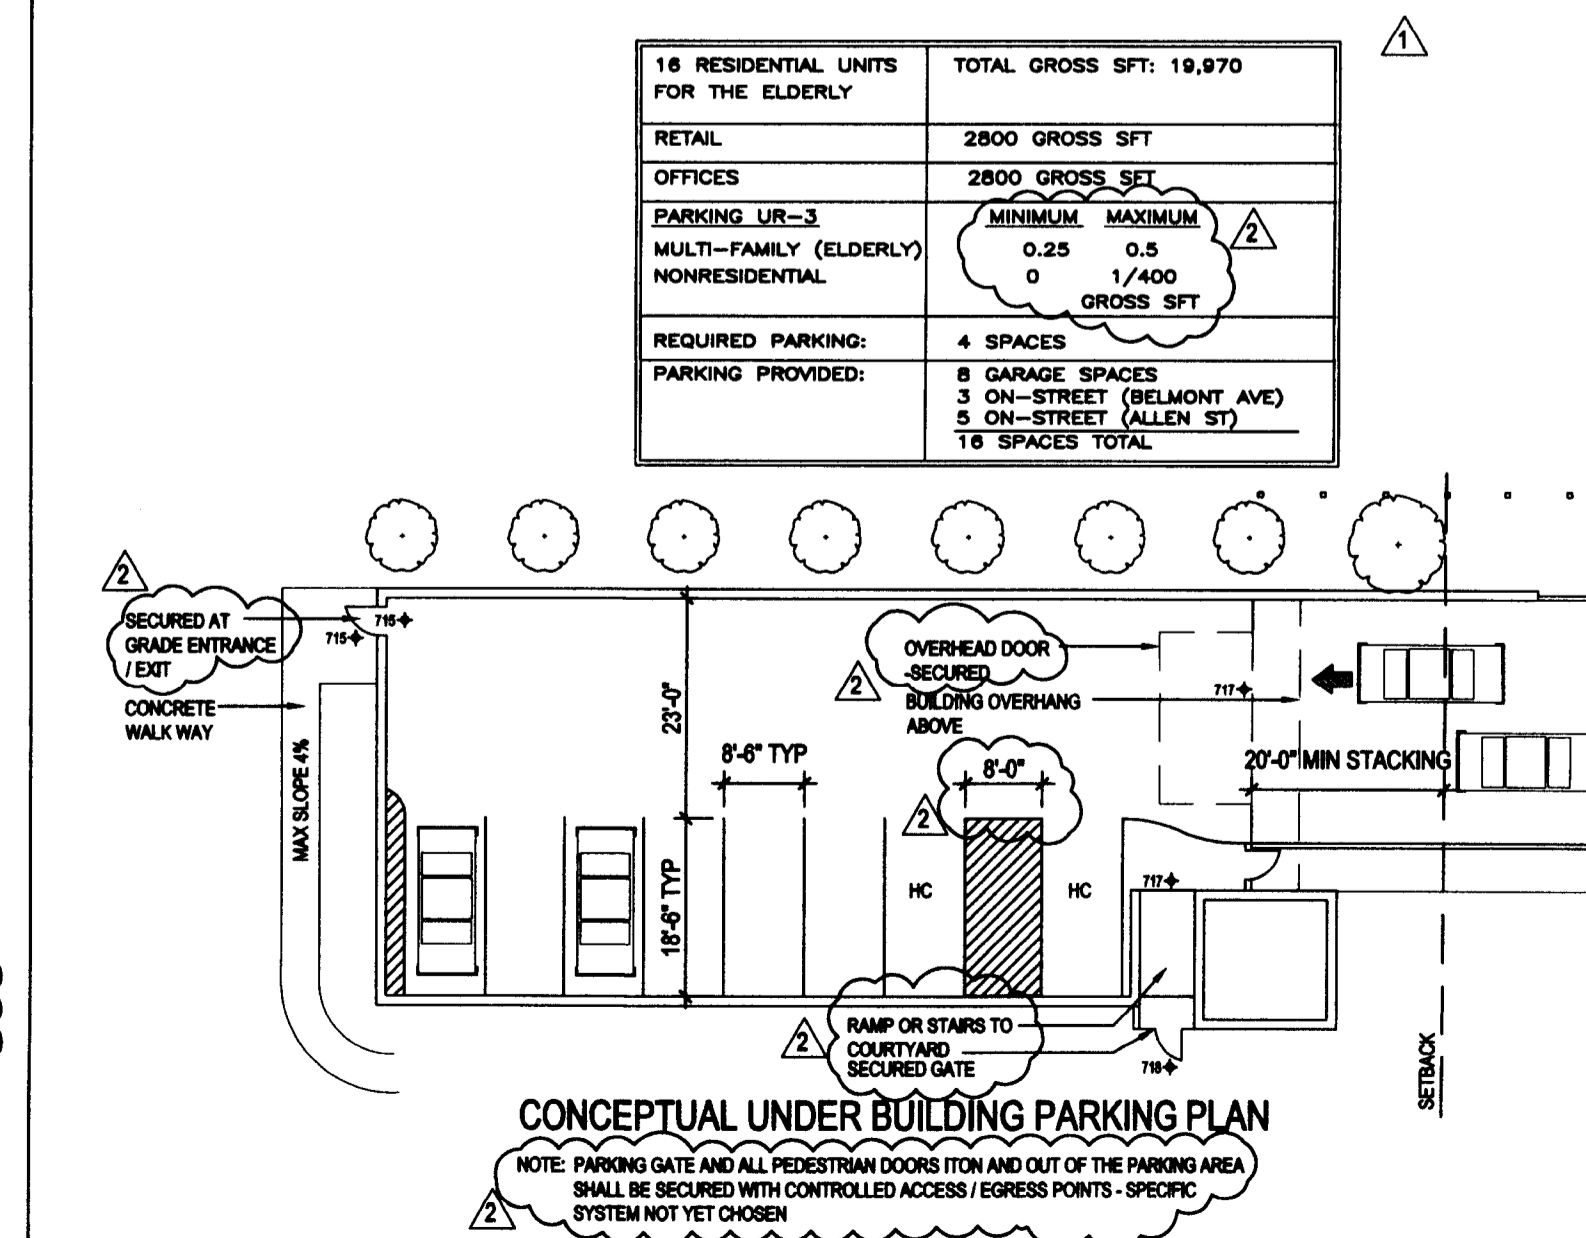 1
16 RESIDENTIAL UNITS FOR THE ELDERLY
TOTAL GROSS SFT: 19,970
RETAIL
2800 GROSS SFT
OFFICES
2800 GROSS SFT
PARKING UR-3
MINIMUM MAXIMUM
2
MULTI-FAMILY (ELDERLY)
0.25 0.5
NONRESIDENTIAL
0 1/400
GROSS SFT
REQUIRED PARKING:
4 SPACES
PARKING PROVIDED:
8 GARAGE SPACES
3 ON-STREET (BELMONT AVE)
5 ON-STREET (ALLEN ST)
16 SPACES TOTAL
2
SECURED AT
GRADE ENTRANCE
/ EXIT
715
715
CONCRETE
WALK WAY
MAX SLOPE 4%
23'-0"
8'-6" TYP
18'-6" TYP
2
OVERHEAD DOOR
-SECURED
BUILDING OVERHANG
ABOVE
717
20'-0" MIN STACKING
8'-0"
2
HC
HC
717
2
RAMP OR STAIRS TO
COURTYARD
SECURED GATE
718
SETBACK
CONCEPTUAL UNDER BUILDING PARKING PLAN
2
NOTE: PARKING GATE AND ALL PEDESTRIAN DOORS ITON AND OUT OF THE PARKING AREA
SHALL BE SECURED WITH CONTROLLED ACCESS / EGRESS POINTS - SPECIFIC
SYSTEM NOT YET CHOSEN